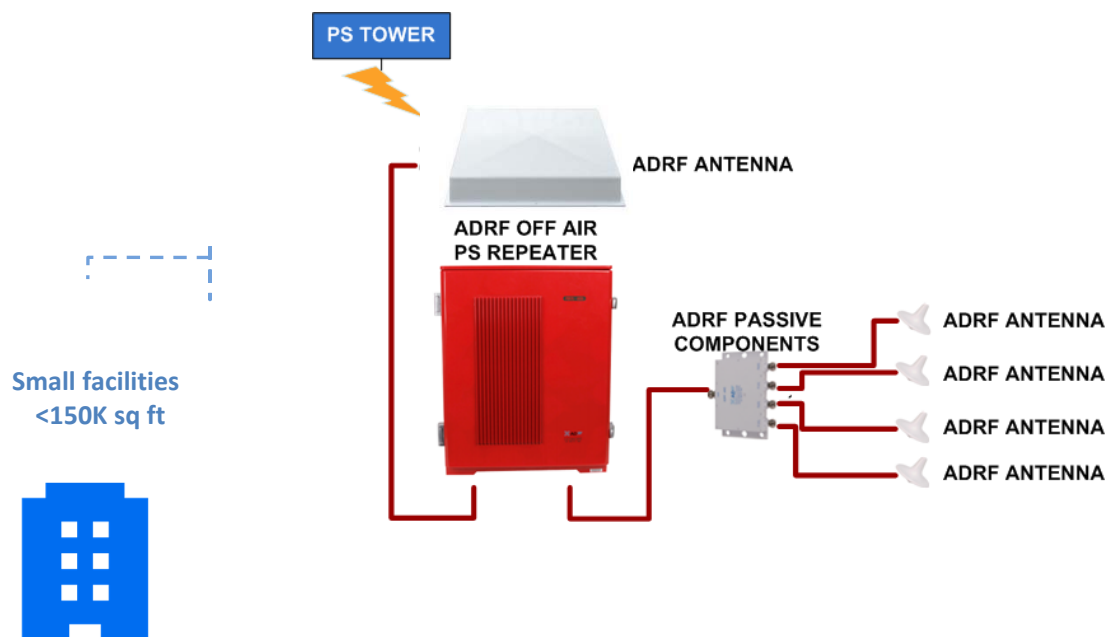 PS TOWER
ADRF ANTENNA
ADRF OFF AIR
PS REPEATER
ADRF PASSIVE
COMPONENTS
ADRF ANTENNA
ADRF ANTENNA
ADRF ANTENNA
ADRF ANTENNA
Small facilities
<150K sq ft